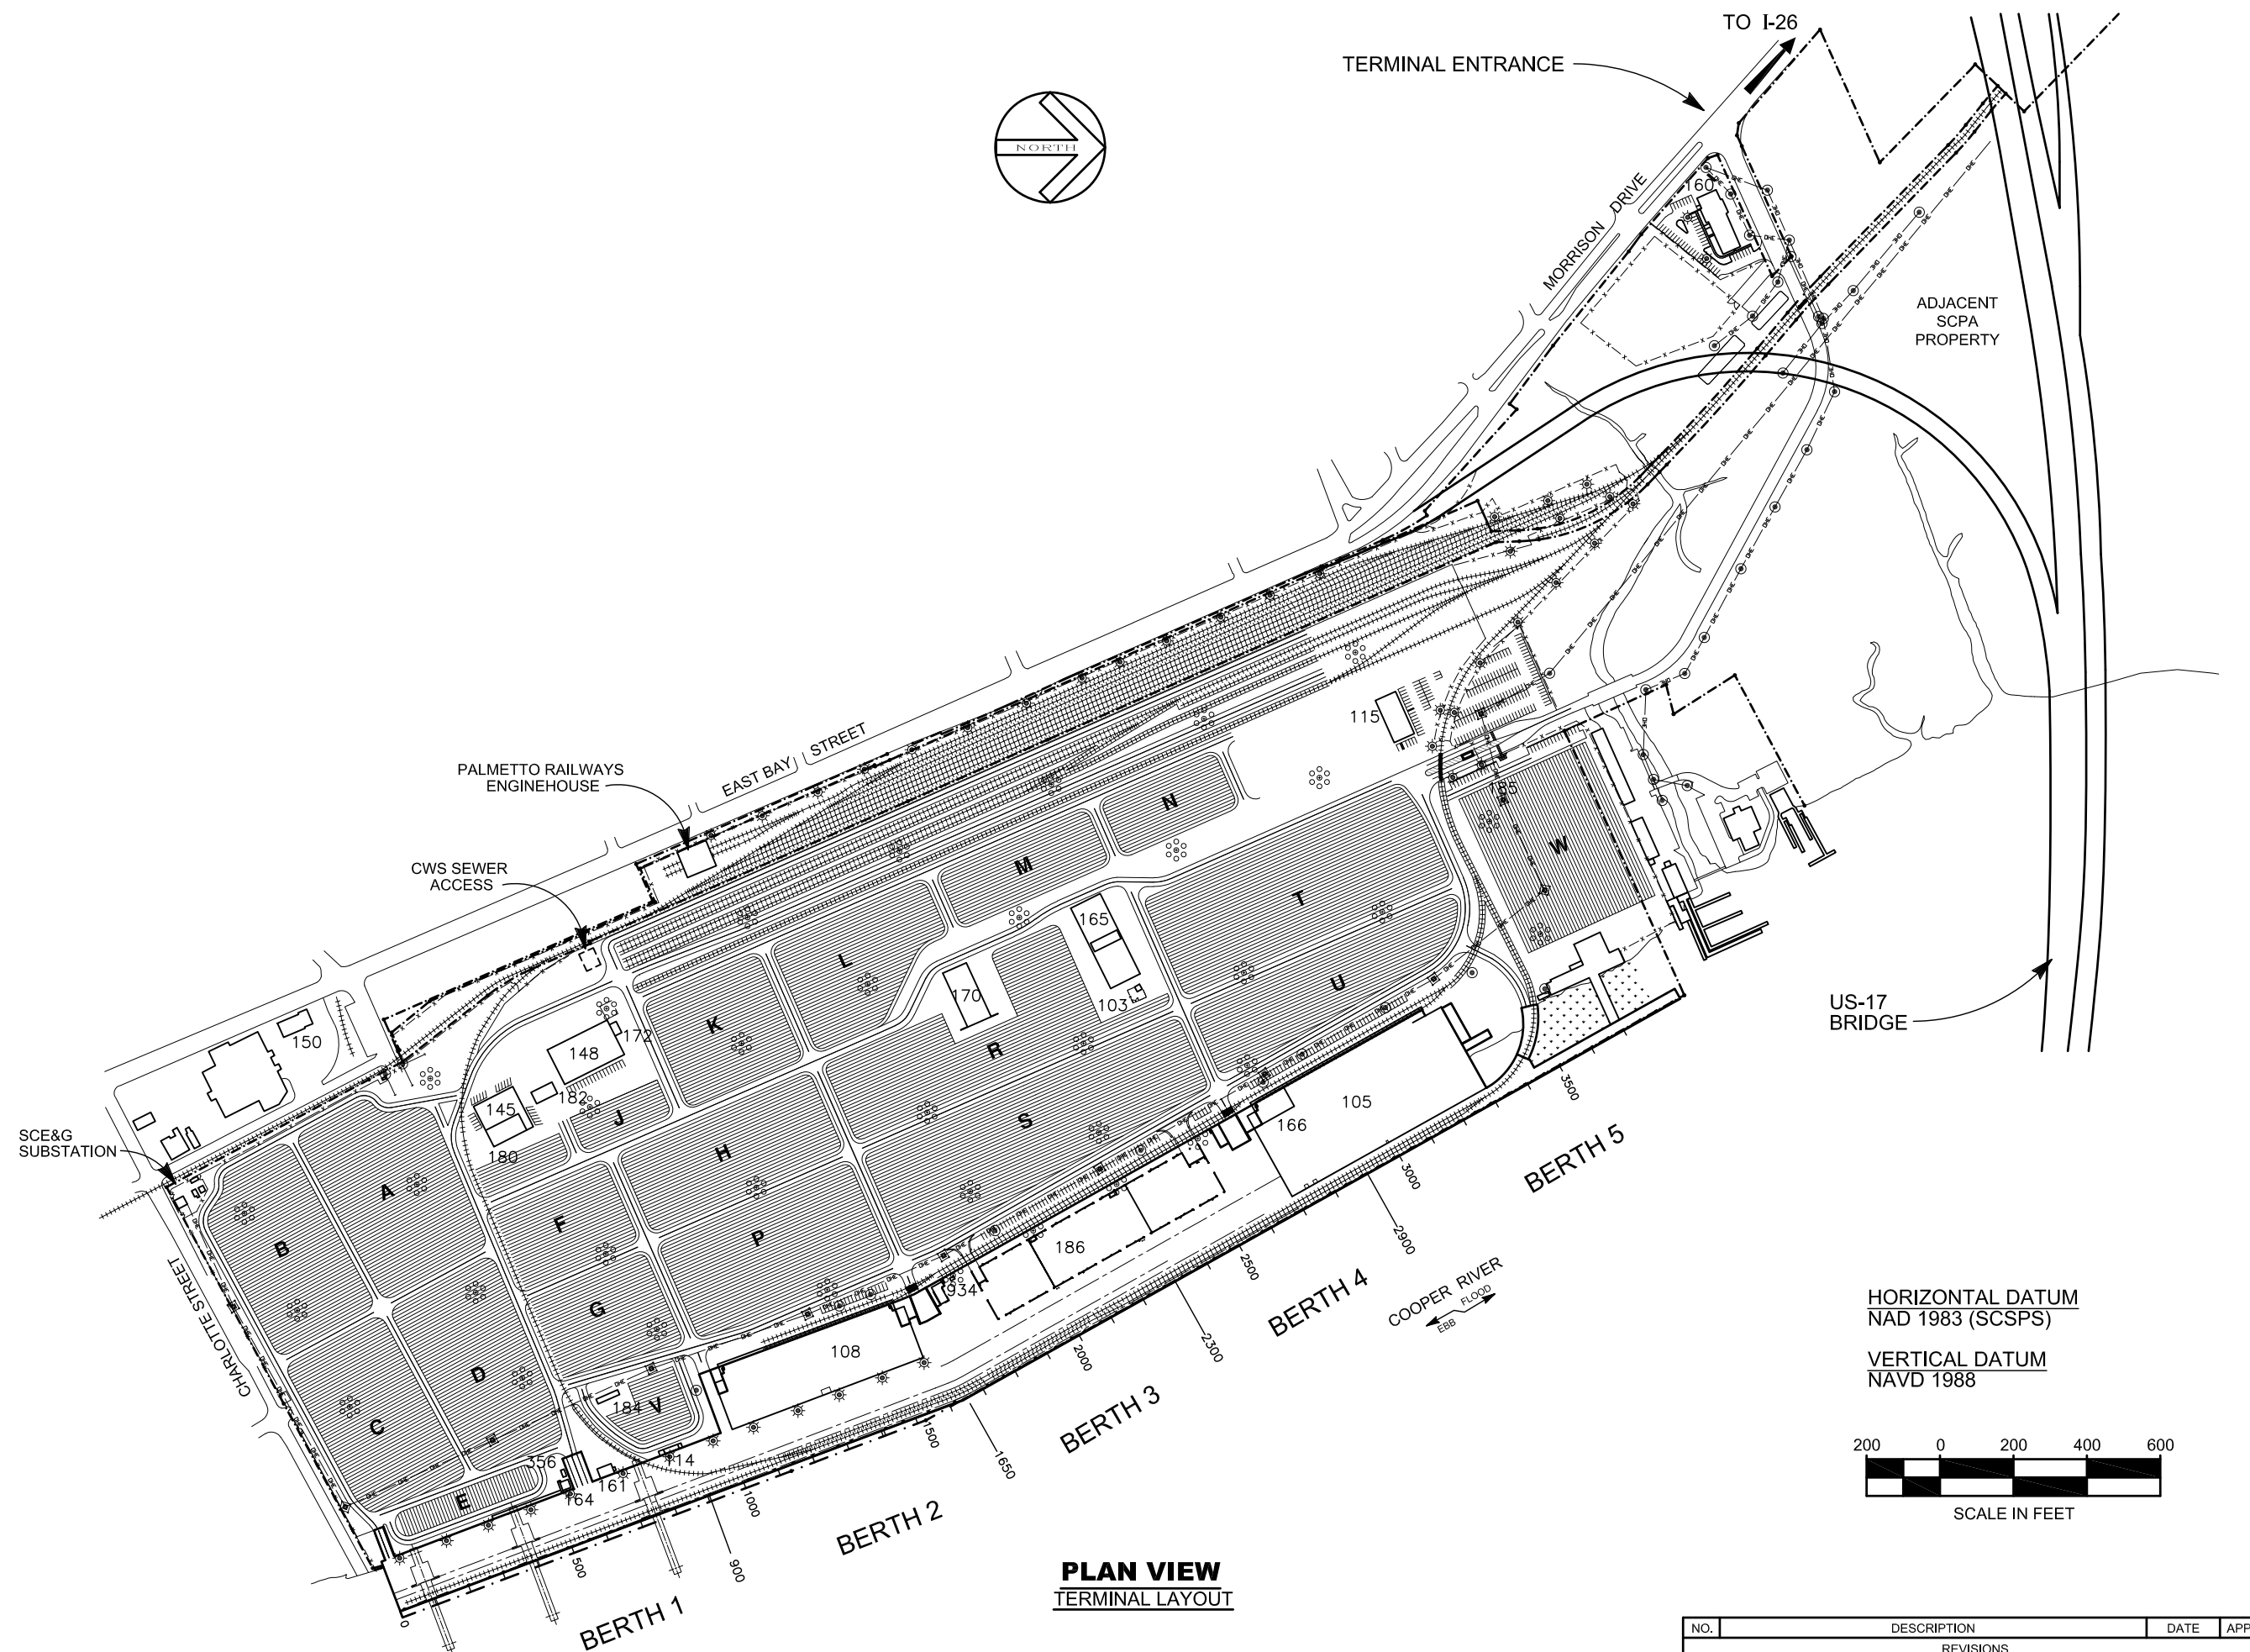 TO I-26
TERMINAL ENTRANCE
NORTH
MORRISON DRIVE
160
ADJACENT
SCPA
PROPERTY
115
EAST BAY STREET
PALMETTO RAILWAYS
ENGINEHOUSE
185
N
M
W
CWS SEWER
ACCESS
T
165
L
U
170
103
K
R
172
148
150
US-17
BRIDGE
182
145
J
S
105
166
3500
SCE&G
SUBSTATION
180
H
A
F
B
P
186
3000
2900
BERTH 5
2500
934
G
COOPER RIVER
FLOOD
EBB
BERTH 4
2300
2000
HORIZONTAL DATUM
NAD 1983 (SCSPS)
VERTICAL DATUM
NAVD 1988
CHARLOTTE STREET
108
D
C
184
V
BERTH 3
1500
1650
200 0 200 400 600
SCALE IN FEET
356
114
161
164
E
1000
900
500
0
BERTH 2
BERTH 1
PLAN VIEW
TERMINAL LAYOUT
NO. DESCRIPTION DATE APP
REVISIONS